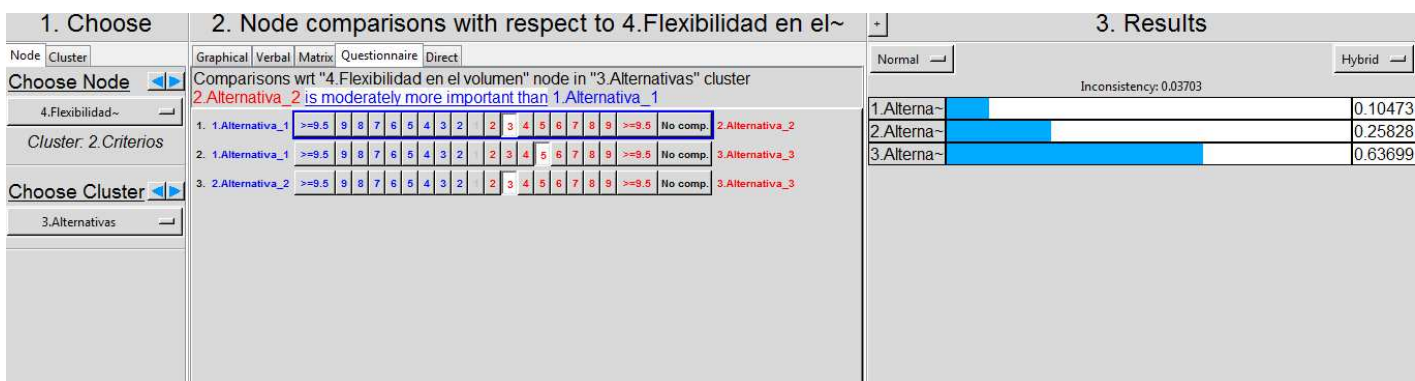 1. Choose
Node Cluster
Choose Node
4.Flexibilidad~
Cluster: 2.Criterios
Choose Cluster
3.Alternativas
2. Node comparisons with respect to 4.Flexibilidad en el~
Graphical Verbal Matrix Questionnaire Direct
Comparisons wrt "4.Flexibilidad en el volumen" node in "3.Alternativas" cluster
2.Alternativa_2 is moderately more important than 1.Alternativa_1
1. 1.Alternativa_1 >=9.5 9 8 7 6 5 4 3 2 1 2 3 4 5 6 7 8 9 >=9.5 No comp. 2.Alternativa_2
2. 1.Alternativa_1 >=9.5 9 8 7 6 5 4 3 2 1 2 3 4 5 6 7 8 9 >=9.5 No comp. 3.Alternativa_3
3. 2.Alternativa_2 >=9.5 9 8 7 6 5 4 3 2 1 2 3 4 5 6 7 8 9 >=9.5 No comp. 3.Alternativa_3
+ 3. Results
Normal Hybrid
Inconsistency: 0.03703
1.Alterna~ 0.10473
2.Alterna~ 0.25828
3.Alterna~ 0.63699